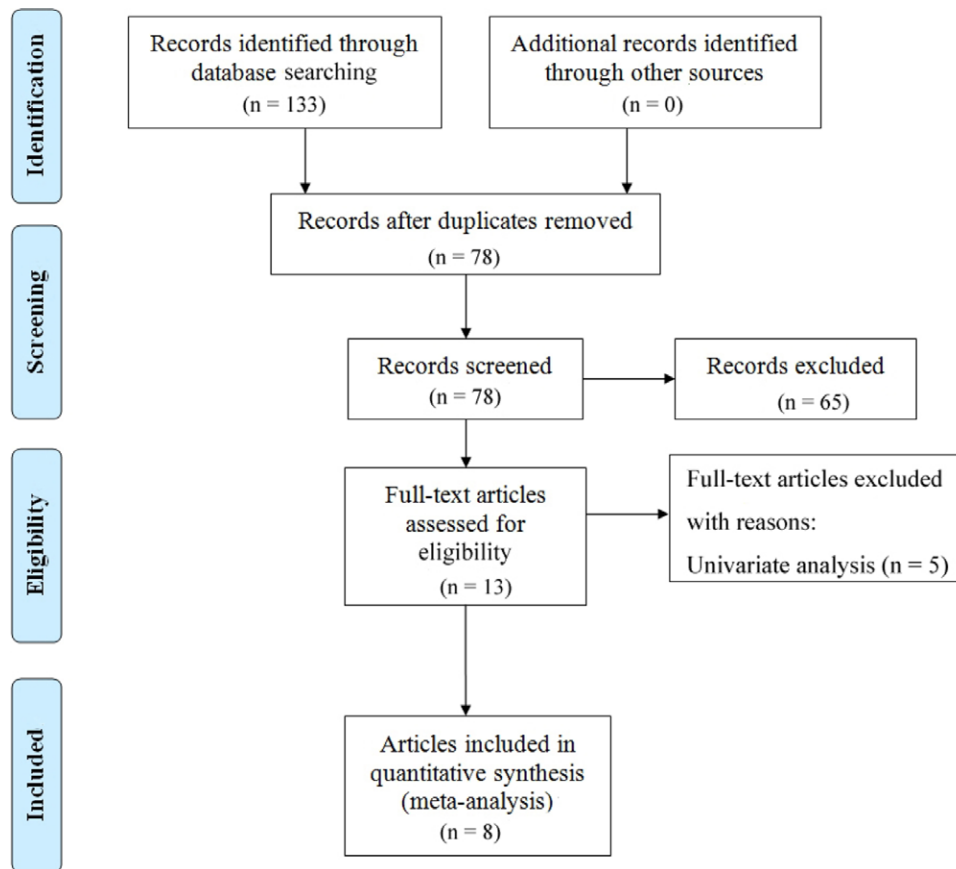 Identification
Records identified through
database searching
(n = 133)
Additional records identified
through other sources
(n = 0)
Records after duplicates removed
(n = 78)
Screening
Records screened
(n = 78)
Records excluded
(n = 65)
Eligibility
Full-text articles
assessed for
eligibility
(n = 13)
Full-text articles excluded
with reasons:
Univariate analysis (n = 5)
Included
Articles included in
quantitative synthesis
(meta-analysis)
(n = 8)